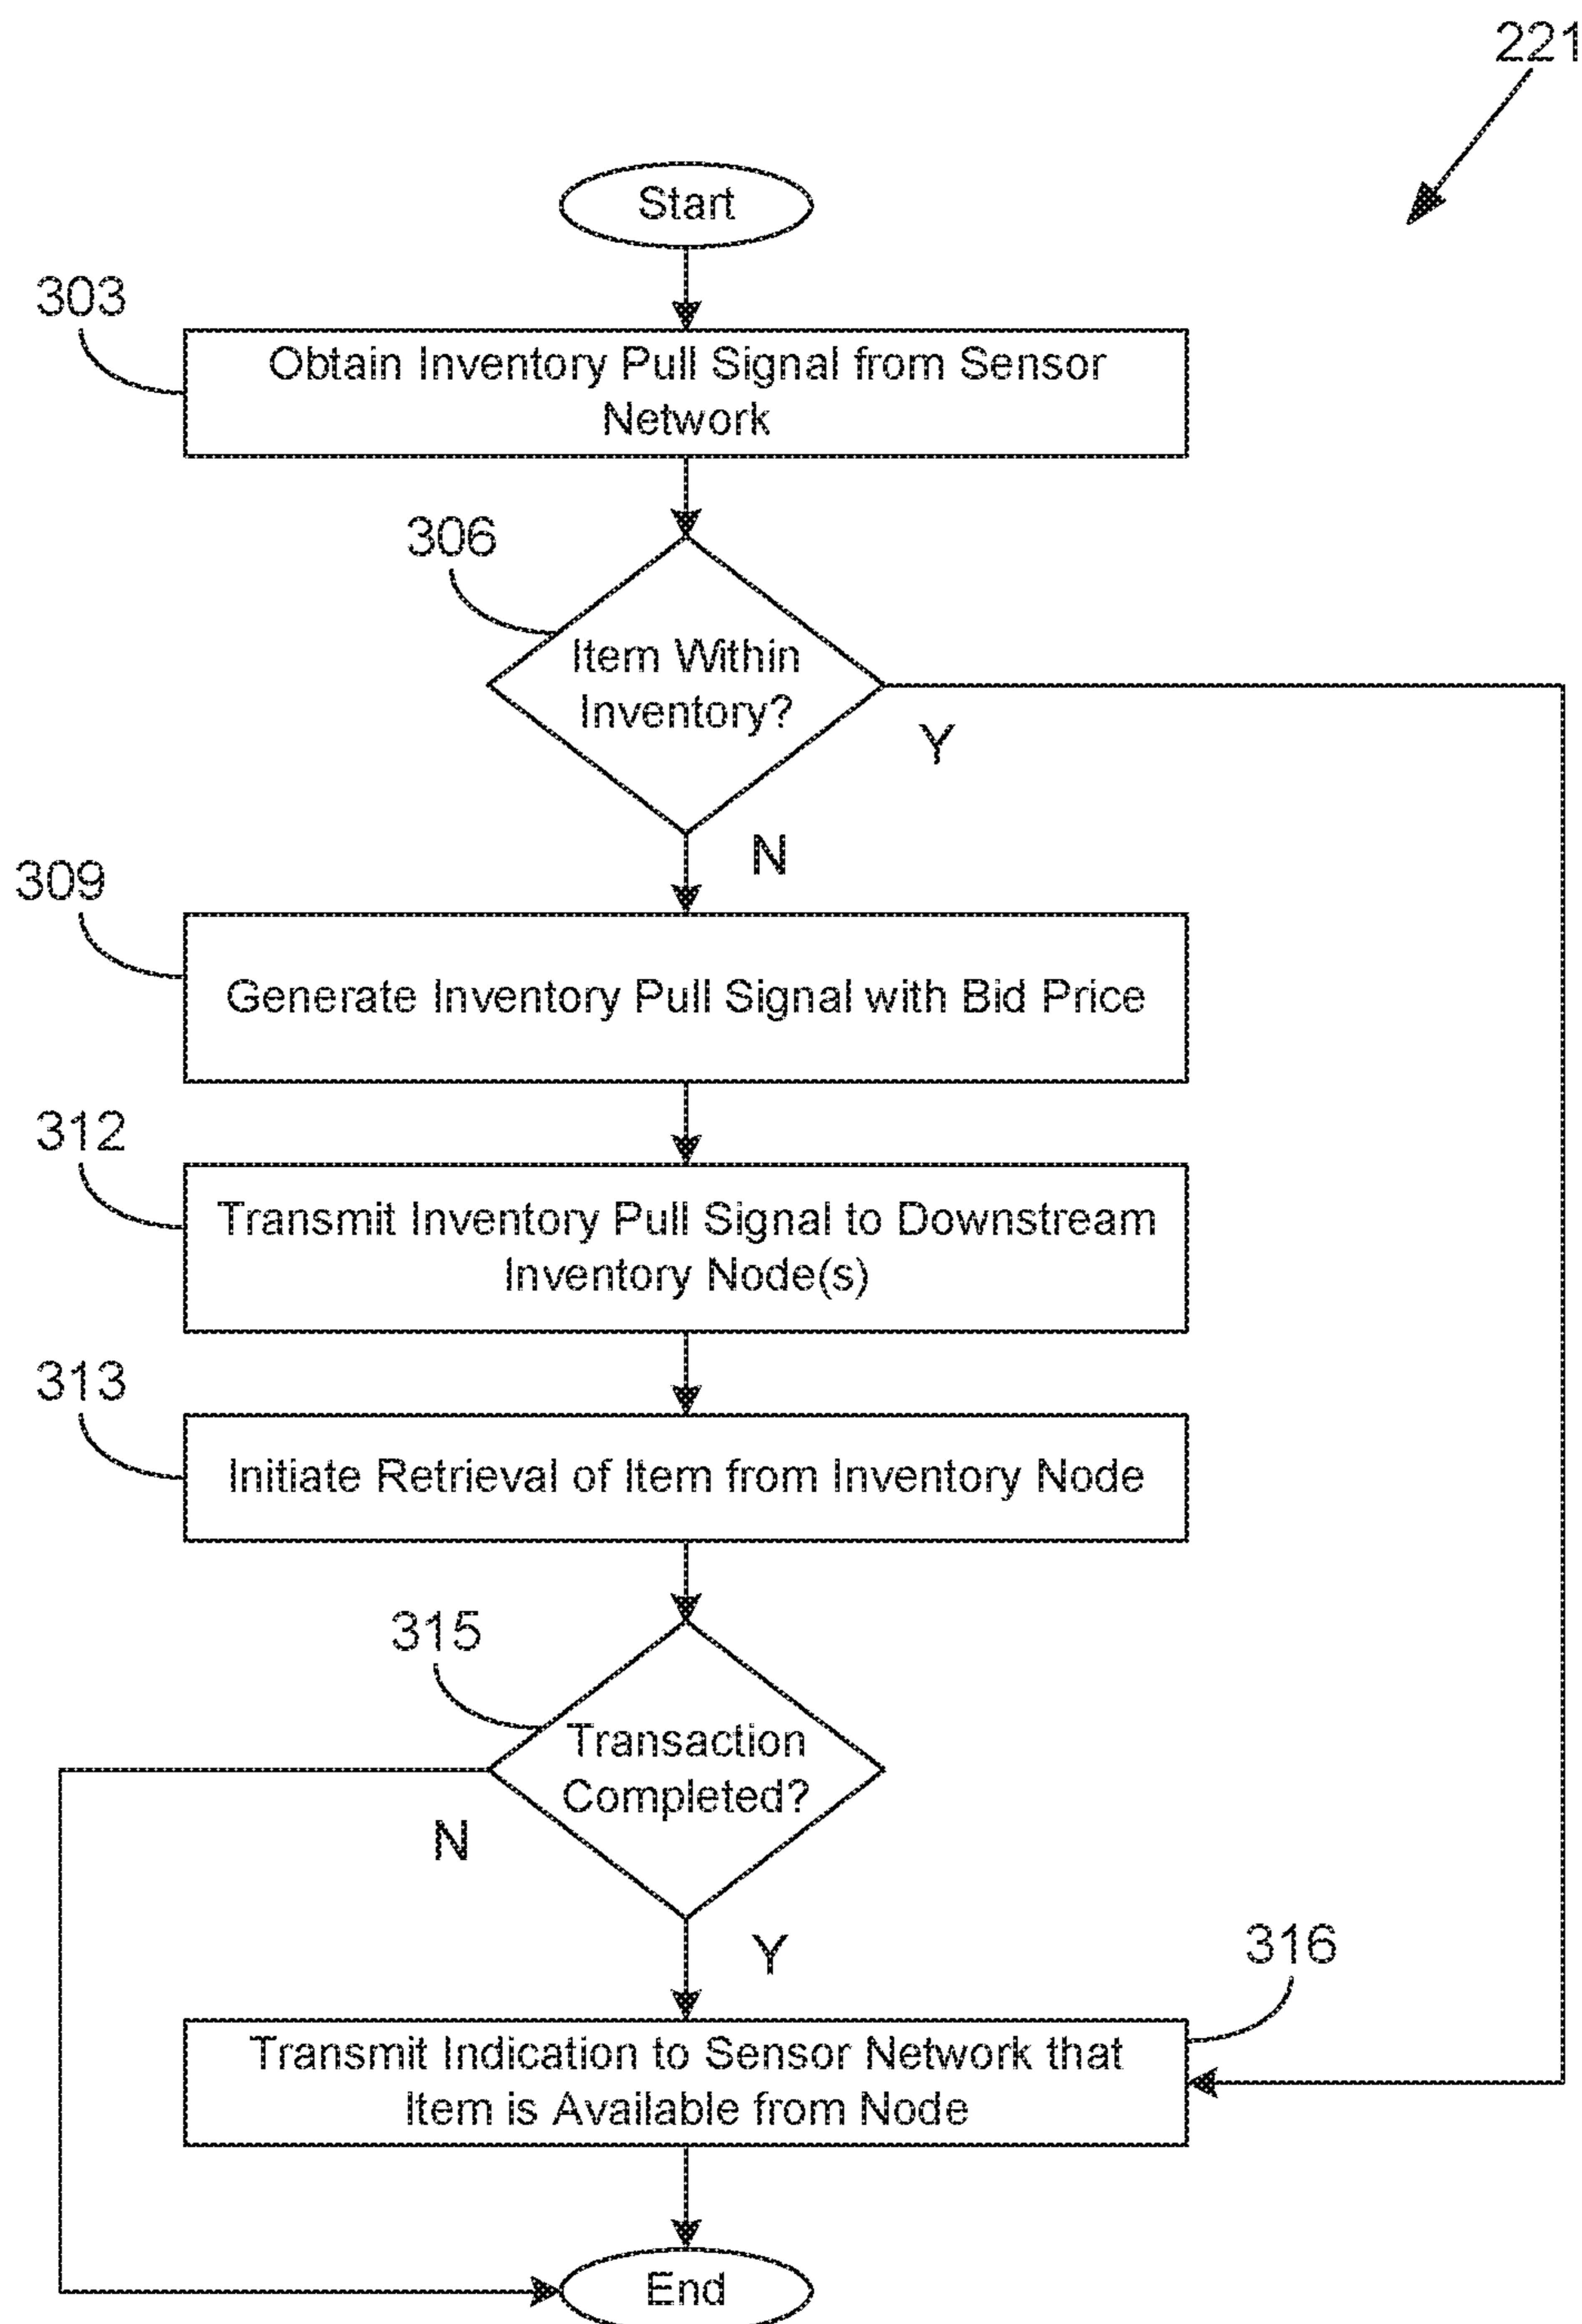 221
Start
303
Obtain Inventory Pull Signal from Sensor
Network
306
Item Within
Inventory?
Y
N
309
Generate Inventory Pull Signal with Bid Price
312
Transmit Inventory Pull Signal to Downstream
Inventory Node(s)
313
Initiate Retrieval of Item from Inventory Node
315
Transaction
Completed?
N
Y
316
Transmit Indication to Sensor Network that
Item is Available from Node
End